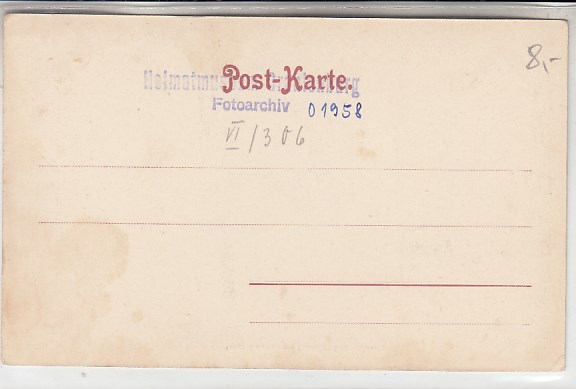 8,-
Post-Karte.
Fotoarchiv 01958
VI/306